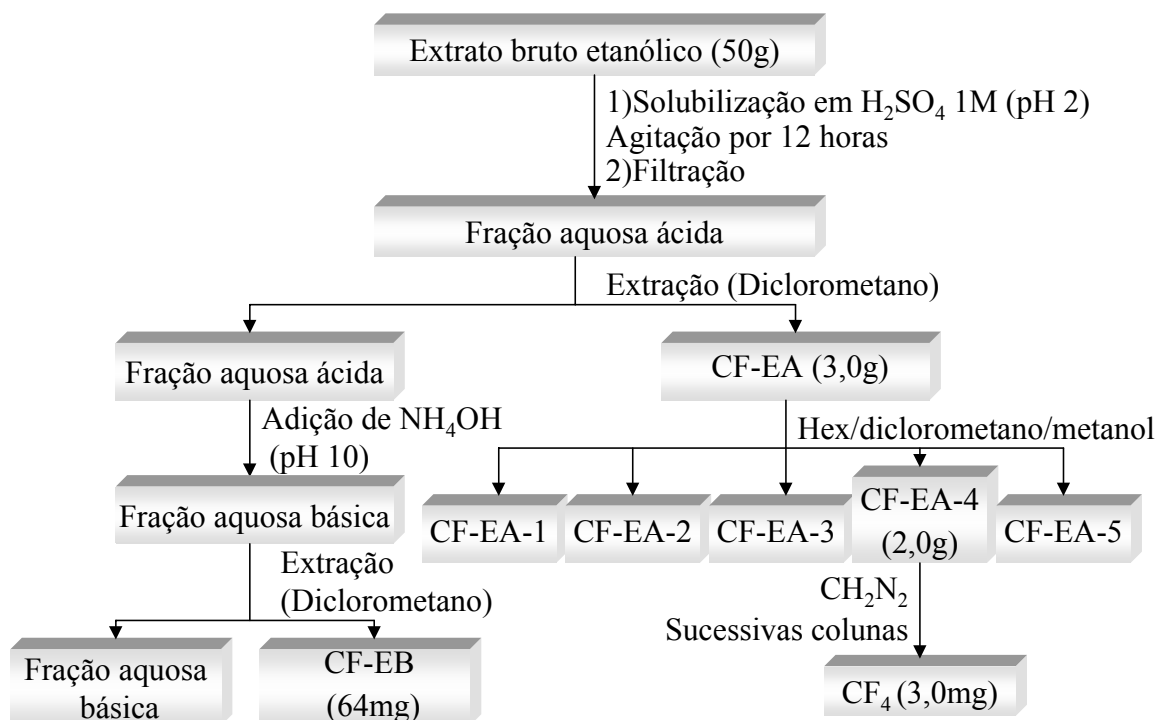 Extrato bruto etanólico (50g)
1)Solubilização em H₂SO₄ 1M (pH 2)
Agitação por 12 horas
2)Filtração
Fração aquosa ácida
Extração (Diclorometano)
Fração aquosa ácida
CF-EA (3,0g)
Adição de NH₄OH
(pH 10)
Hex/diclorometano/metanol
Fração aquosa básica
CF-EA-1
CF-EA-2
CF-EA-3
CF-EA-4
(2,0g)
CF-EA-5
Extração
(Diclorometano)
CH₂N₂
Sucessivas colunas
Fração aquosa
básica
CF-EB
(64mg)
CF₄ (3,0mg)